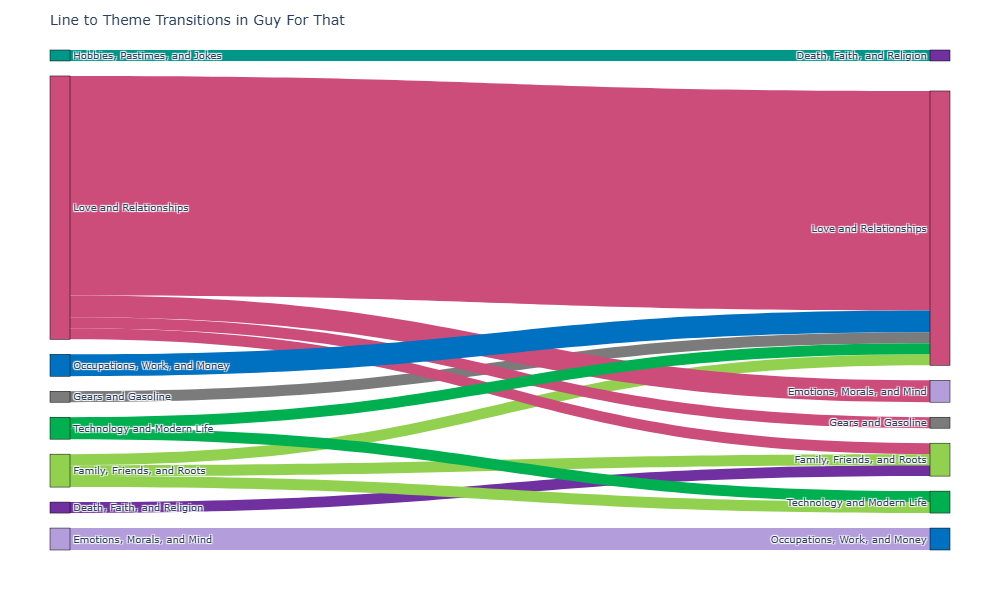 Line to Theme Transitions in Guy For That
Hobbies, Pastimes, and Jokes
Death, Faith, and Religion
Love and Relationships
Love and Relationships
Occupations, Work, and Money
Emotions, Morals, and Mind
Gears and Gasoline
Gears and Gasoline
Technology and Modern Life
Family, Friends, and Roots
Family, Friends, and Roots
Technology and Modern Life
Death, Faith, and Religion
Emotions, Morals, and Mind
Occupations, Work, and Money